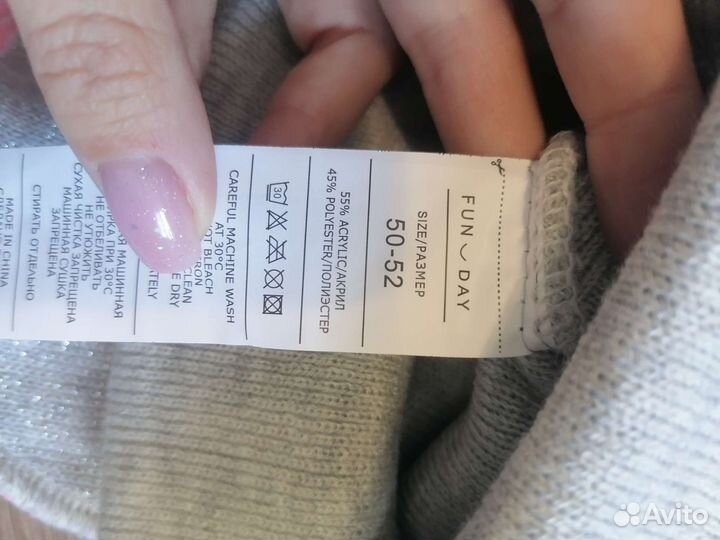 FUN DAY
SIZE/РАЗМЕР
50-52
55% ACRYLIC/АКРИЛ
45% POLYESTER/ПОЛИЭСТЕР
30
CAREFUL MACHINE WASH
AT 30°C
BLEACH
CLEAN
DRY
МАШИННАЯ
ПРИ 30°C
НЕ ОТБЕЛИВАТЬ
НЕ УТЮЖИТЬ
СУХАЯ ЧИСТКА ЗАПРЕЩЕНА
МАШИННАЯ СУШКА
ЗАПРЕЩЕНА
СТИРАТЬ ОТДЕЛЬНО
MADE IN CHINA
Avito